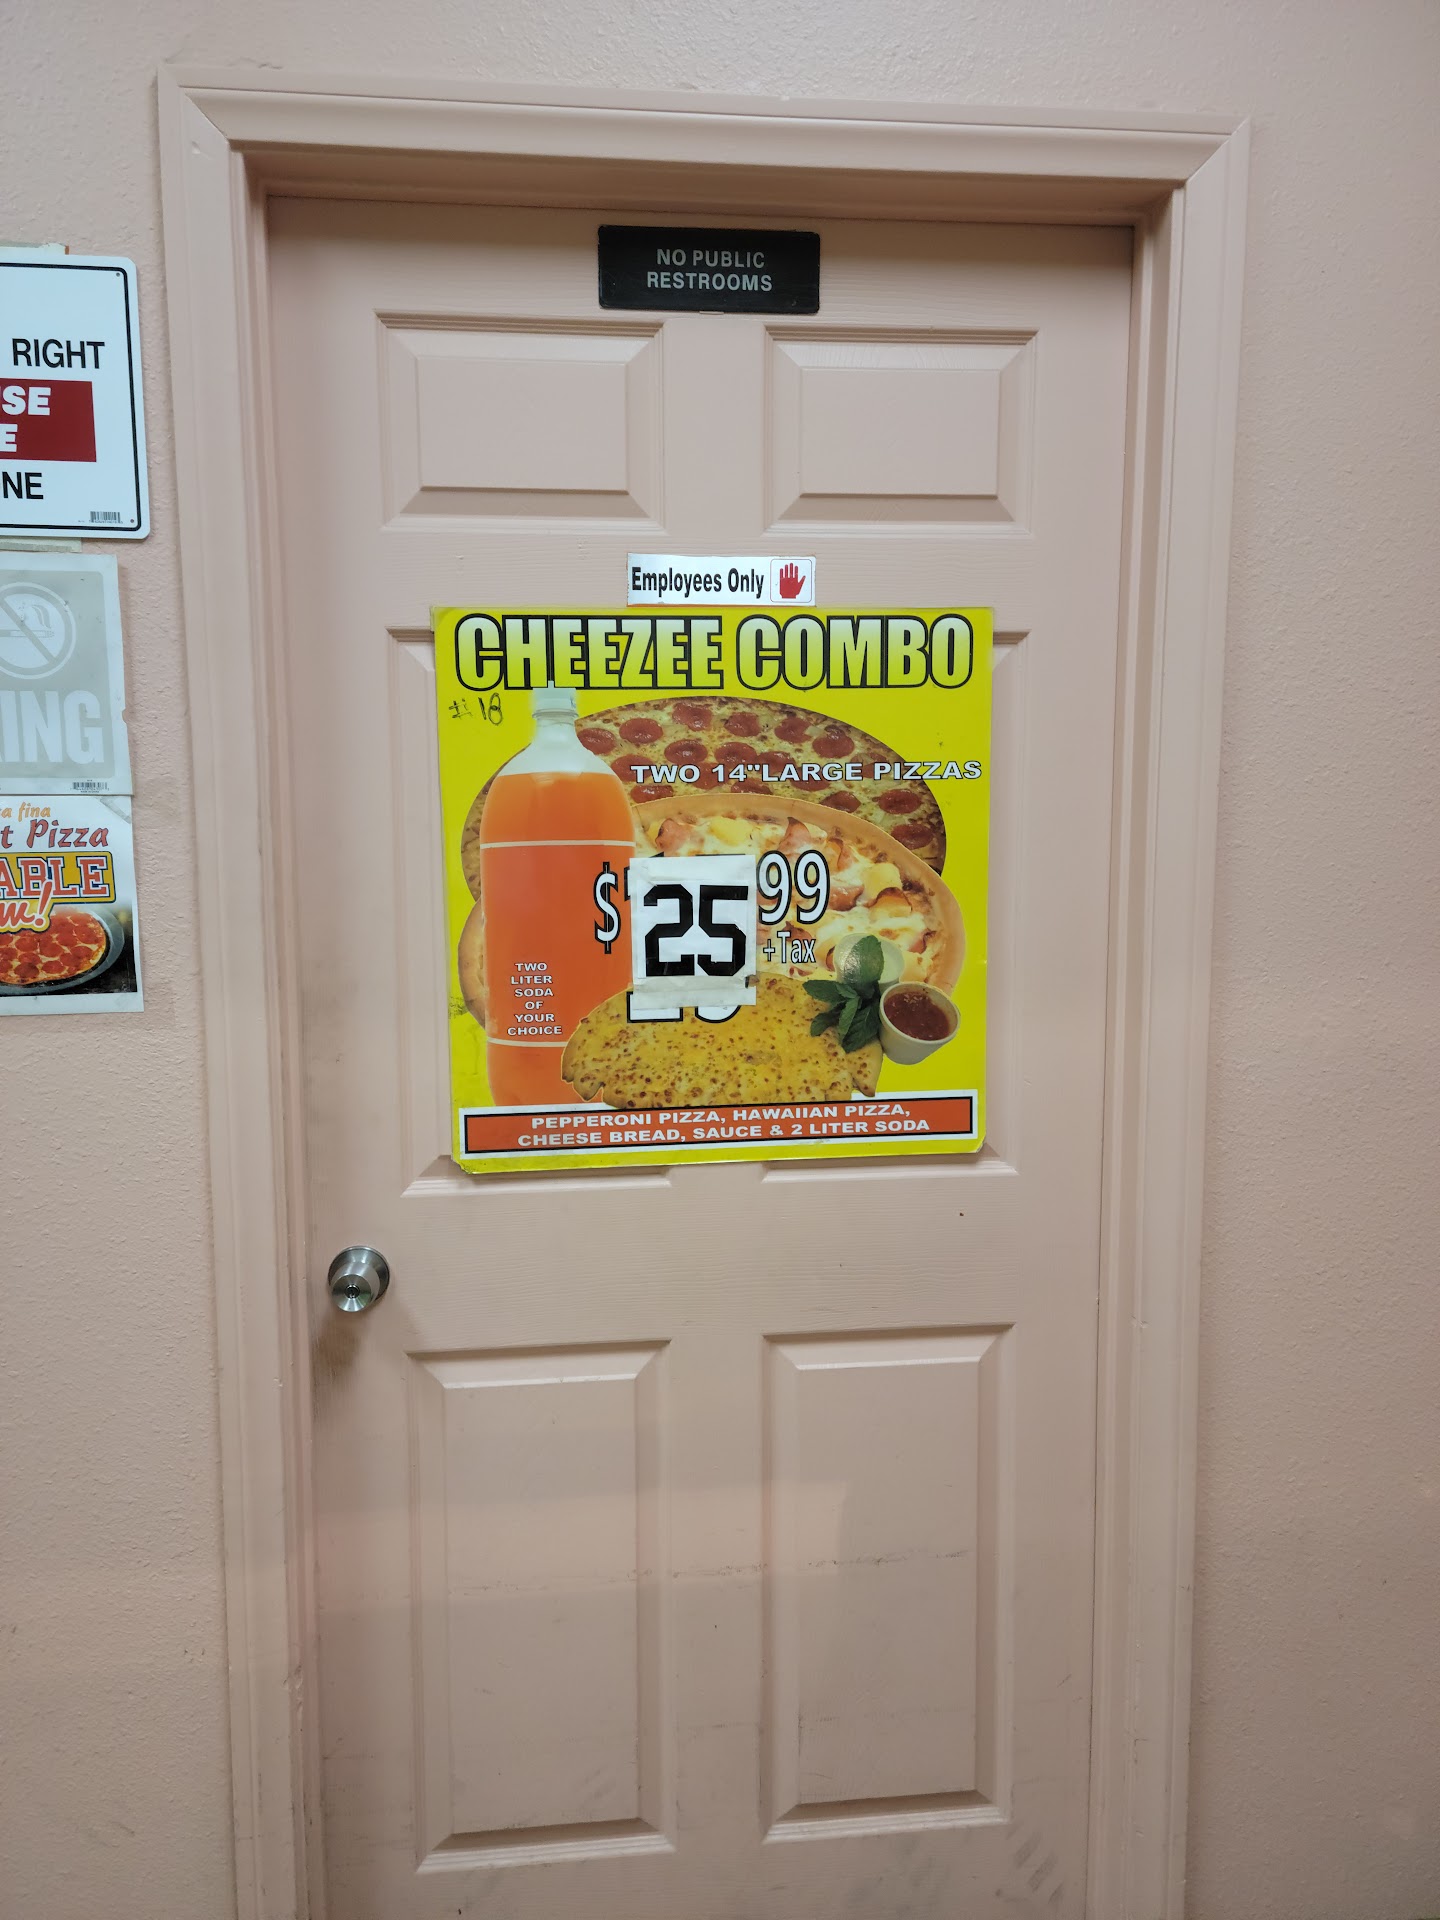 NO PUBLIC
RESTROOMS
RIGHT
NE
Employees Only
CHEEZEE COMBO
18
TWO 14" LARGE PIZZAS
$25 99
+Tax
TWO
LITER
SODA
OF
YOUR
CHOICE
PEPPERONI PIZZA, HAWAIIAN PIZZA,
CHEESE BREAD, SAUCE & 2 LITER SODA
SE
E
ING
a fina
t Pizza
ABLE
w!